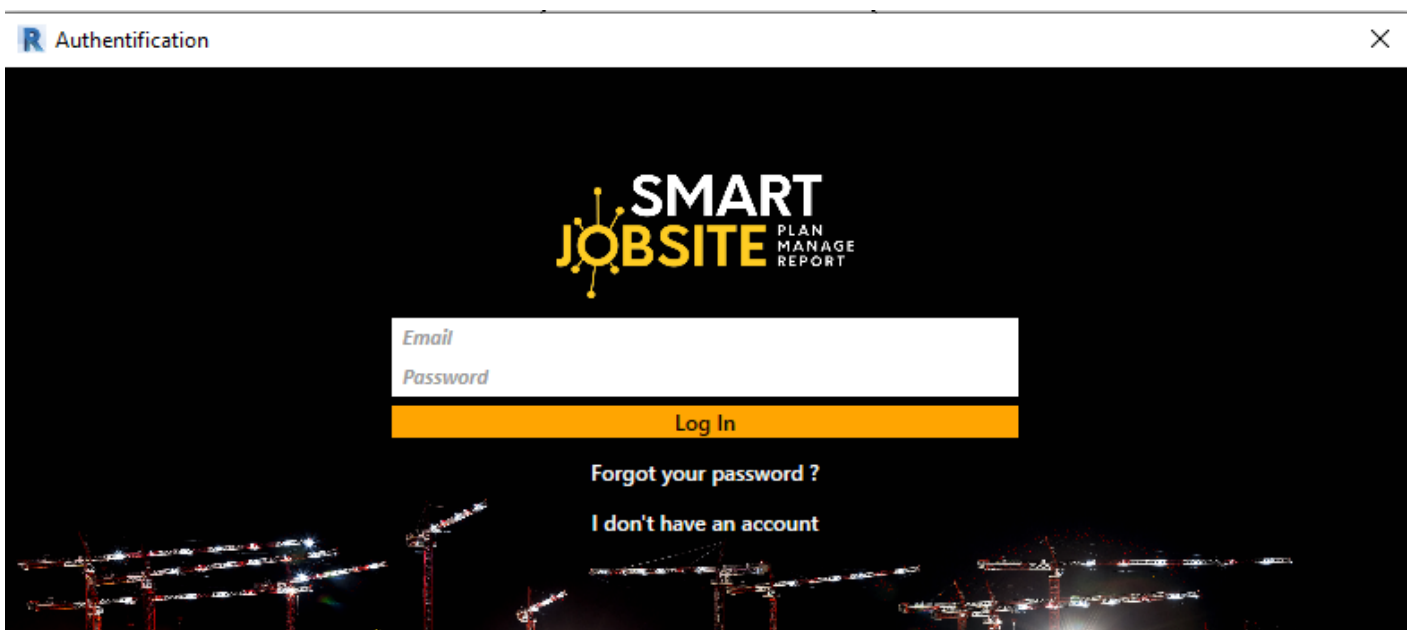 Authentification
SMART
JOBSITE
PLAN
MANAGE
REPORT
Email
Password
Log In
Forgot your password ?
I don't have an account